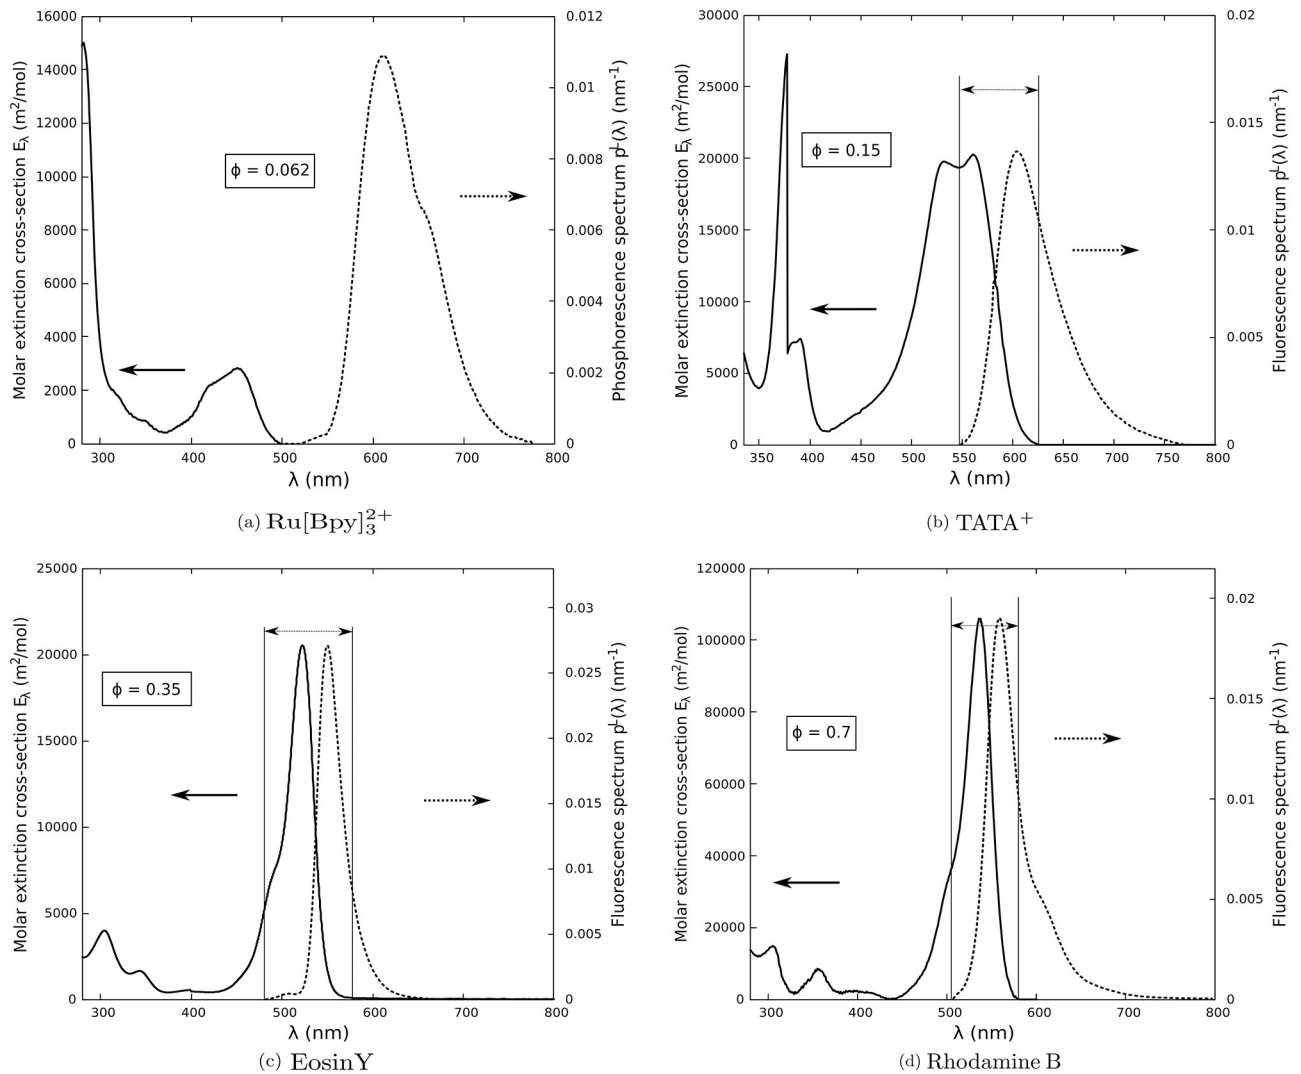 16000
14000
12000
10000
8000
6000
4000
2000
0
Molar extinction cross-section Eλ (m²/mol)
ϕ = 0.062
0.012
0.01
0.008
0.006
0.004
0.002
0
Phosphorescence spectrum pL(λ) (nm⁻¹)
300 400 500 600 700 800
λ (nm)
(a) Ru[Bpy]₃²⁺
30000
25000
20000
15000
10000
5000
0
Molar extinction cross-section Eλ (m²/mol)
ϕ = 0.15
0.02
0.015
0.01
0.005
0
Fluorescence spectrum pL(λ) (nm⁻¹)
350 400 450 500 550 600 650 700 750 800
λ (nm)
(b) TATA⁺
25000
20000
15000
10000
5000
0
Molar extinction cross-section Eλ (m²/mol)
ϕ = 0.35
0.03
0.025
0.02
0.015
0.01
0.005
0
Fluorescence spectrum pL(λ) (nm⁻¹)
300 400 500 600 700 800
λ (nm)
(c) EosinY
120000
100000
80000
60000
40000
20000
0
Molar extinction cross-section Eλ (m²/mol)
ϕ = 0.7
0.02
0.015
0.01
0.005
0
Fluorescence spectrum pL(λ) (nm⁻¹)
300 400 500 600 700 800
λ (nm)
(d) Rhodamine B